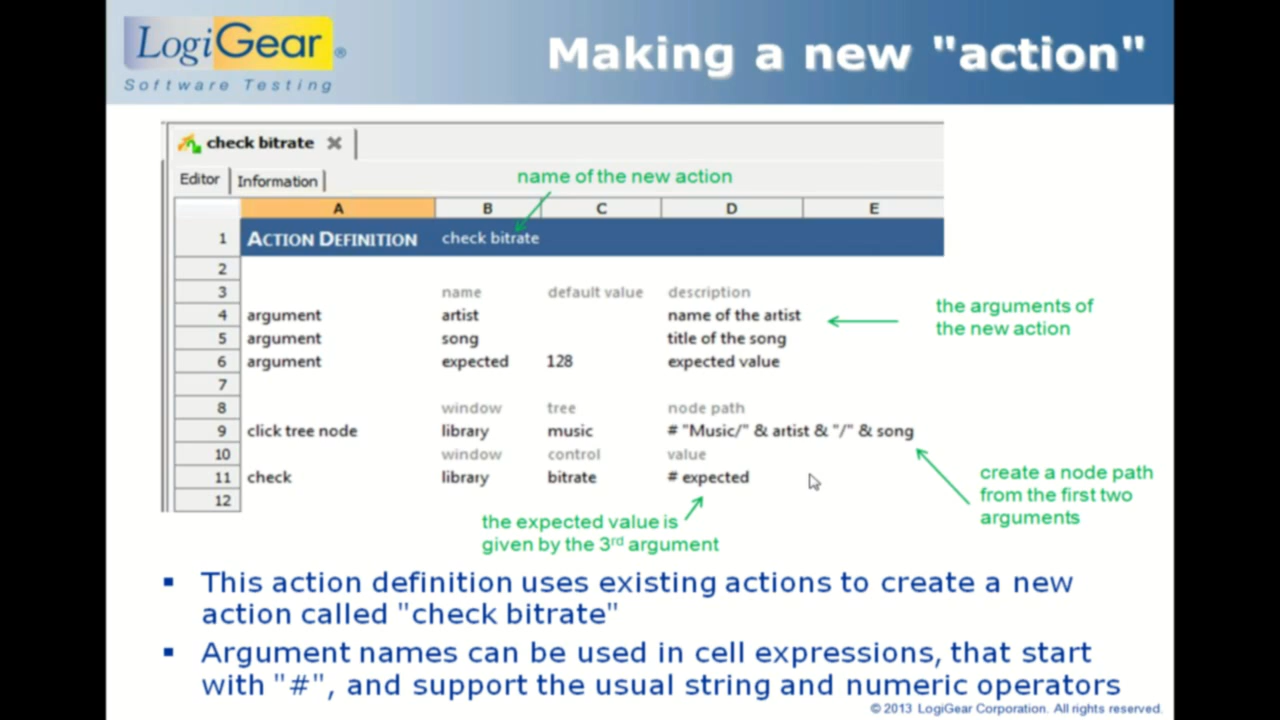 LogiGear ®
Software Testing
Making a new "action"
check bitrate
Editor Information
name of the new action
A B C D E
1 ACTION DEFINITION check bitrate
2
3 name default value description
4 argument artist name of the artist
5 argument song title of the song
6 argument expected 128 expected value
7
8 window tree node path
9 click tree node library music # "Music/" & artist & "/" & song
10 window control value
11 check library bitrate # expected
12
the arguments of
the new action
create a node path
from the first two
arguments
the expected value is
given by the 3rd argument
▪ This action definition uses existing actions to create a new
action called "check bitrate"
▪ Argument names can be used in cell expressions, that start
with "#", and support the usual string and numeric operators
© 2013 LogiGear Corporation. All rights reserved.